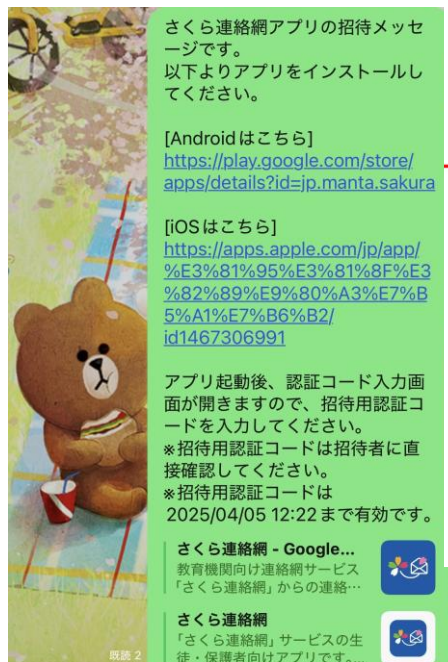 さくら連絡網アプリの招待メッセ
ージです。
以下よりアプリをインストールし
てください。
[Androidはこちら]
https://play.google.com/store/
apps/details?id=jp.manta.sakura
[iOSはこちら]
https://apps.apple.com/jp/app/
%E3%81%95%E3%81%8F%E3
%82%89%E9%80%A3%E7%B
5%A1%E7%B6%B2/
id1467306991
アプリ起動後、認証コード入力画
面が開きますので、招待用認証コ
ードを入力してください。
※招待用認証コードは招待者に直
接確認してください。
※招待用認証コードは
2025/04/05 12:22まで有効です。
さくら連絡網 - Google...
教育機関向け連絡網サービス
「さくら連絡網」からの連絡…
さくら連絡網
「さくら連絡網」サービスの生
徒・保護者向けアプリです。...
既読 2